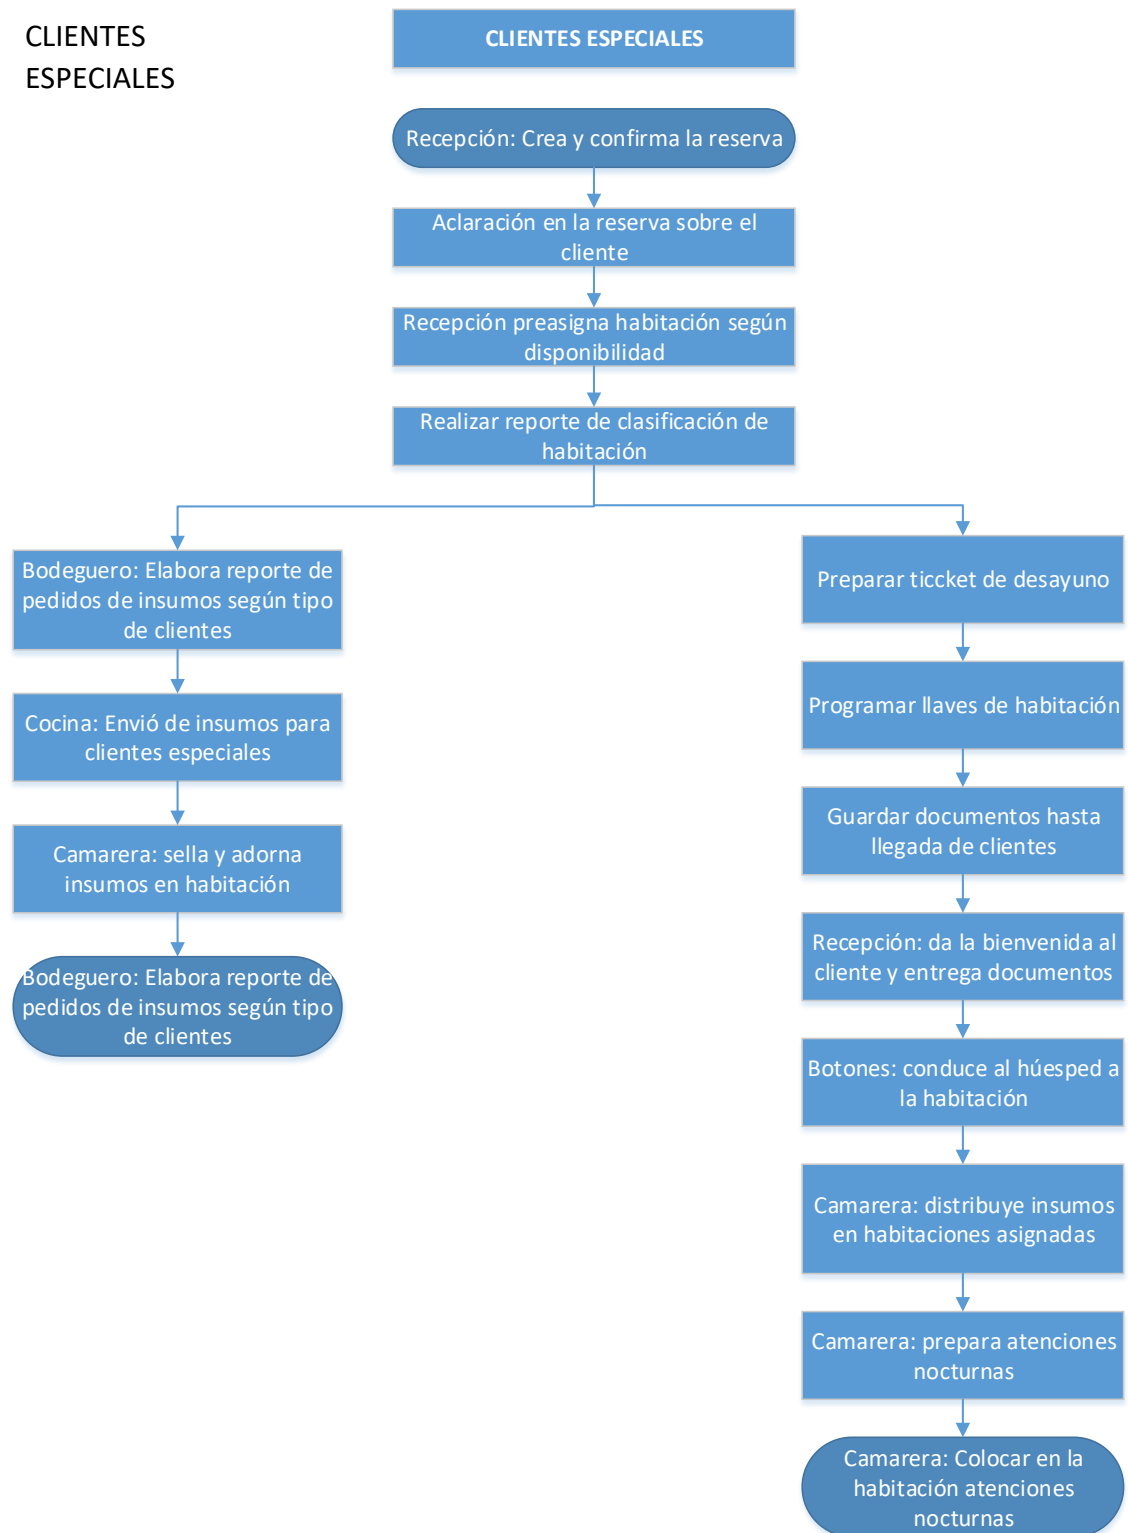 CLIENTES
ESPECIALES
CLIENTES ESPECIALES
Recepción: Crea y confirma la reserva
Aclaración en la reserva sobre el
cliente
Recepción preasigna habitación según
disponibilidad
Realizar reporte de clasificación de
habitación
Bodeguero: Elabora reporte de
pedidos de insumos según tipo
de clientes
Cocina: Envió de insumos para
clientes especiales
Camarera: sella y adorna
insumos en habitación
Bodeguero: Elabora reporte de
pedidos de insumos según tipo
de clientes
Preparar ticcket de desayuno
Programar llaves de habitación
Guardar documentos hasta
llegada de clientes
Recepción: da la bienvenida al
cliente y entrega documentos
Botones: conduce al húesped a
la habitación
Camarera: distribuye insumos
en habitaciones asignadas
Camarera: prepara atenciones
nocturnas
Camarera: Colocar en la
habitación atenciones
nocturnas